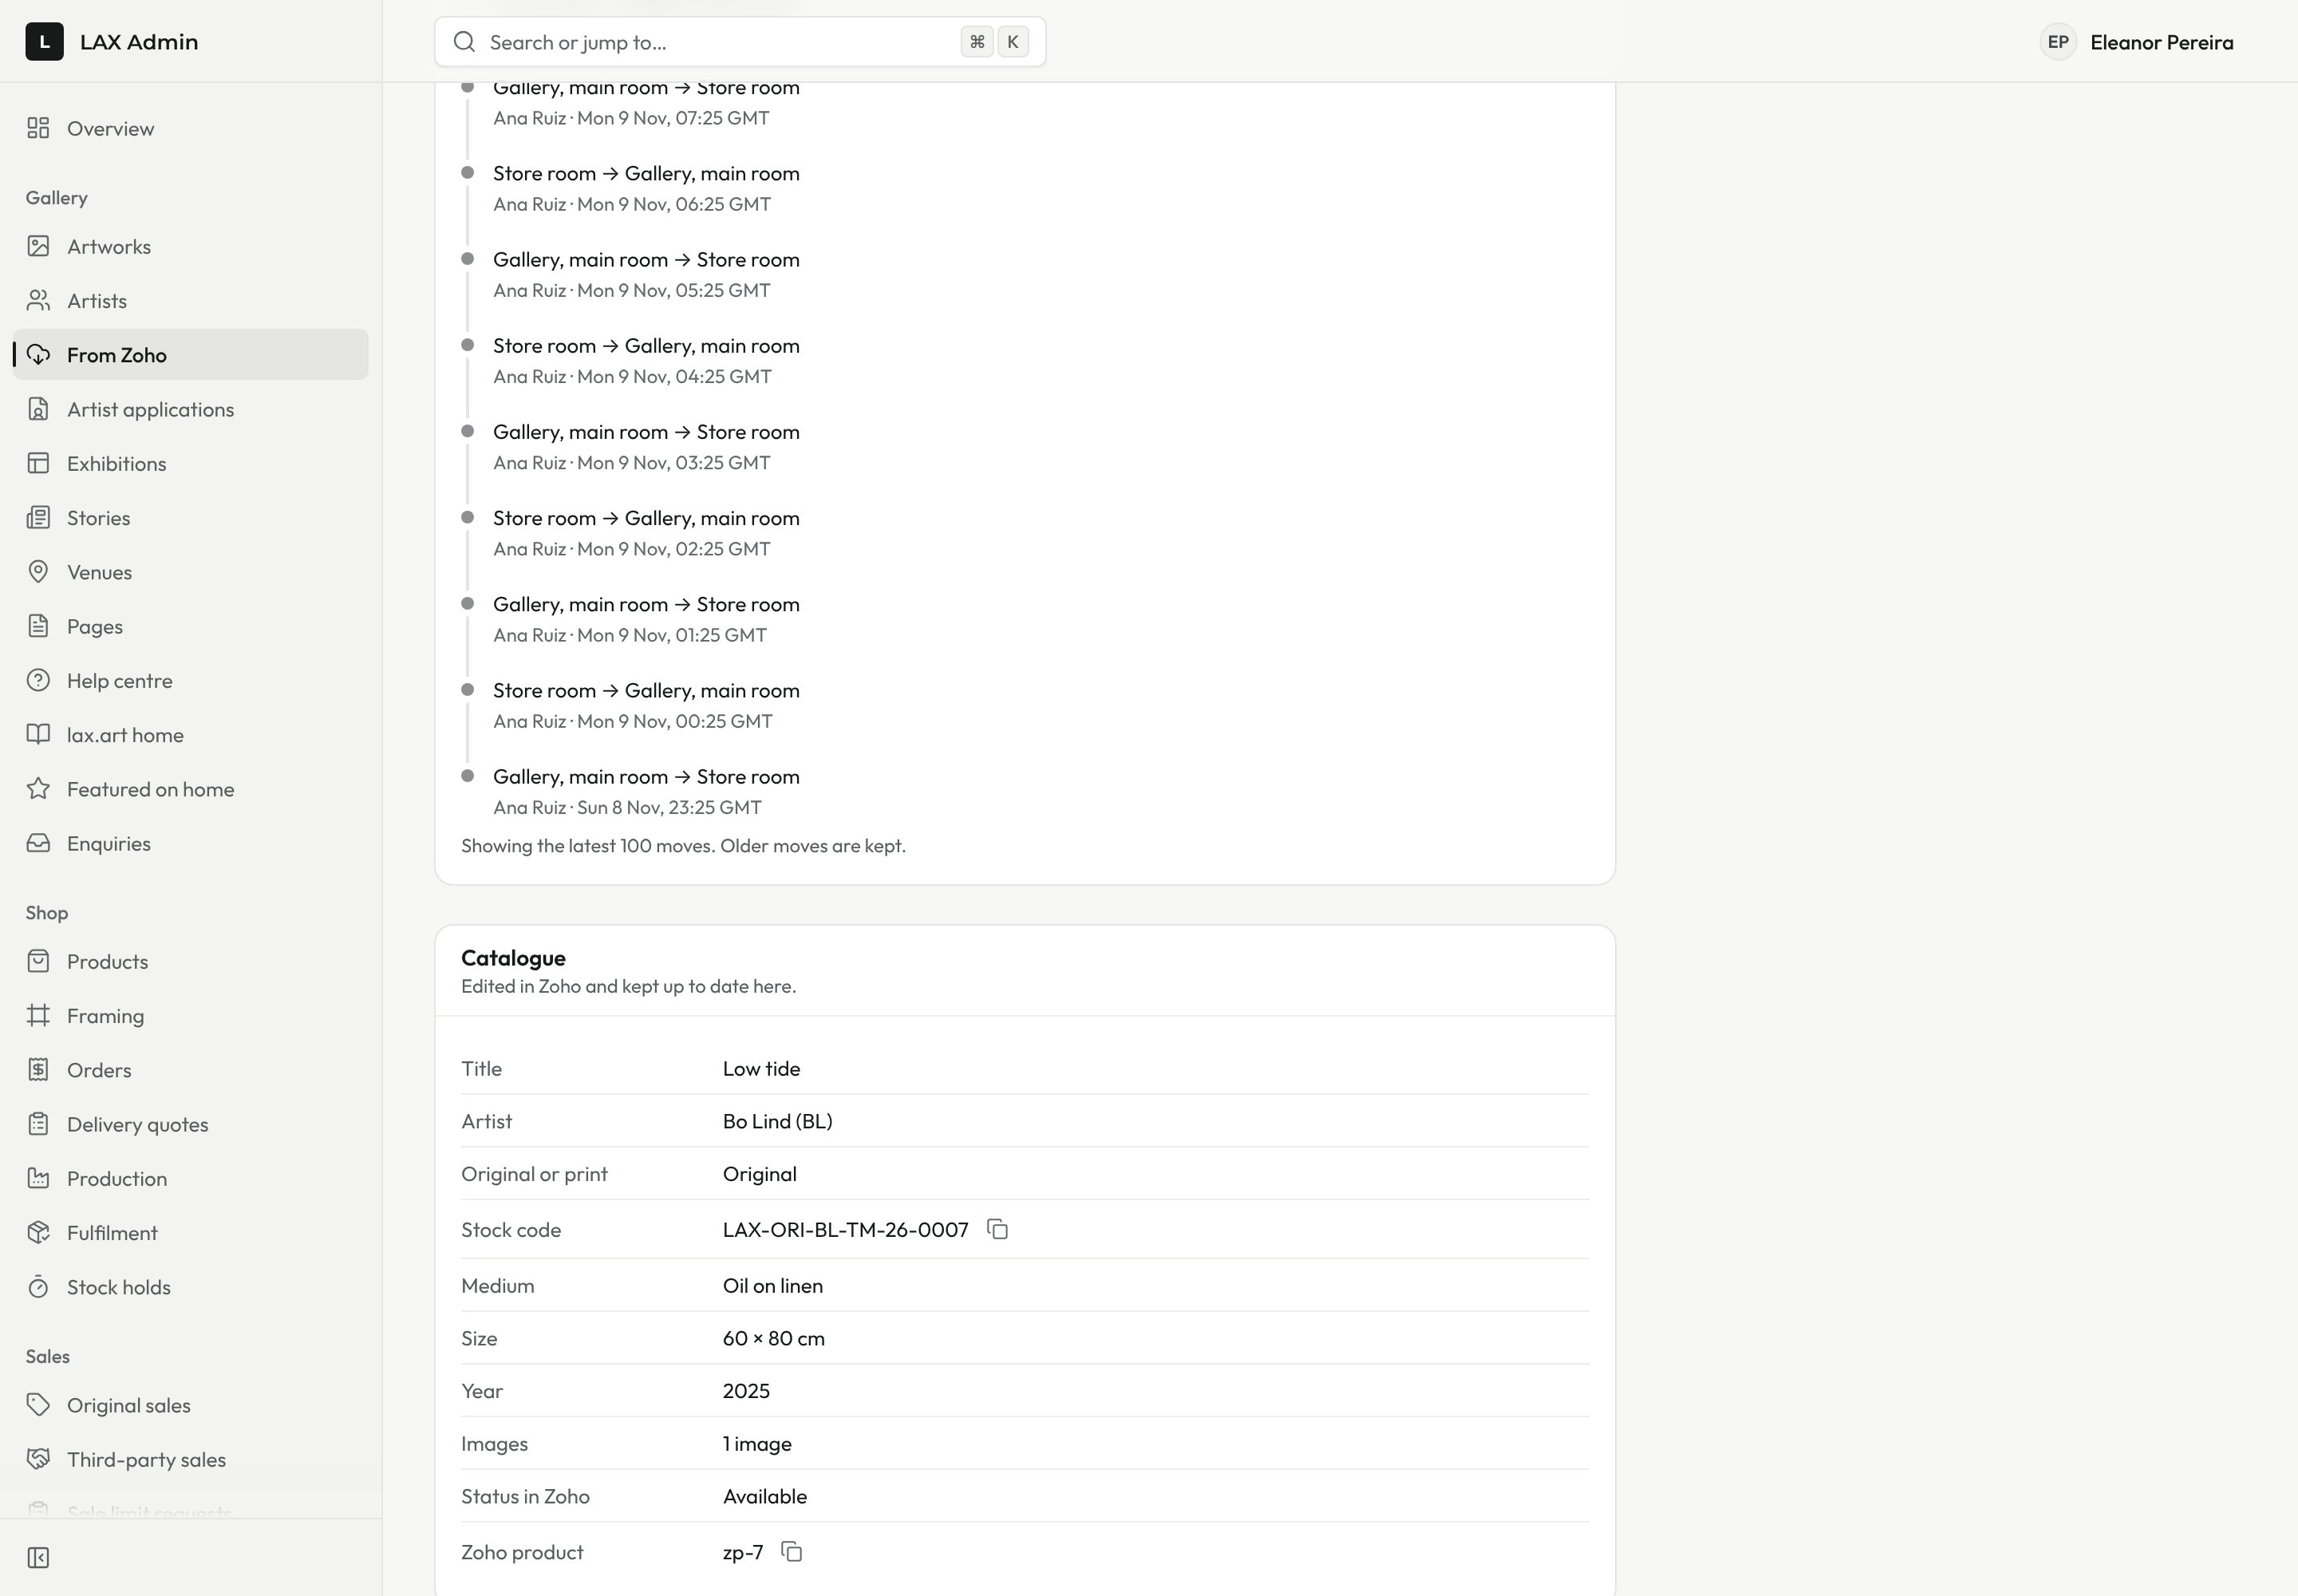 L LAX Admin
Search or jump to...
⌘ K
EP Eleanor Pereira
Overview
Gallery
Artworks
Artists
From Zoho
Artist applications
Exhibitions
Stories
Venues
Pages
Help centre
lax.art home
Featured on home
Enquiries
Shop
Products
Framing
Orders
Delivery quotes
Production
Fulfilment
Stock holds
Sales
Original sales
Third-party sales
Sale limit requests
Gallery, main room → Store room
Ana Ruiz · Mon 9 Nov, 07:25 GMT
Store room → Gallery, main room
Ana Ruiz · Mon 9 Nov, 06:25 GMT
Gallery, main room → Store room
Ana Ruiz · Mon 9 Nov, 05:25 GMT
Store room → Gallery, main room
Ana Ruiz · Mon 9 Nov, 04:25 GMT
Gallery, main room → Store room
Ana Ruiz · Mon 9 Nov, 03:25 GMT
Store room → Gallery, main room
Ana Ruiz · Mon 9 Nov, 02:25 GMT
Gallery, main room → Store room
Ana Ruiz · Mon 9 Nov, 01:25 GMT
Store room → Gallery, main room
Ana Ruiz · Mon 9 Nov, 00:25 GMT
Gallery, main room → Store room
Ana Ruiz · Sun 8 Nov, 23:25 GMT
Showing the latest 100 moves. Older moves are kept.
Catalogue
Edited in Zoho and kept up to date here.
Title Low tide
Artist Bo Lind (BL)
Original or print Original
Stock code LAX-ORI-BL-TM-26-0007
Medium Oil on linen
Size 60 × 80 cm
Year 2025
Images 1 image
Status in Zoho Available
Zoho product zp-7